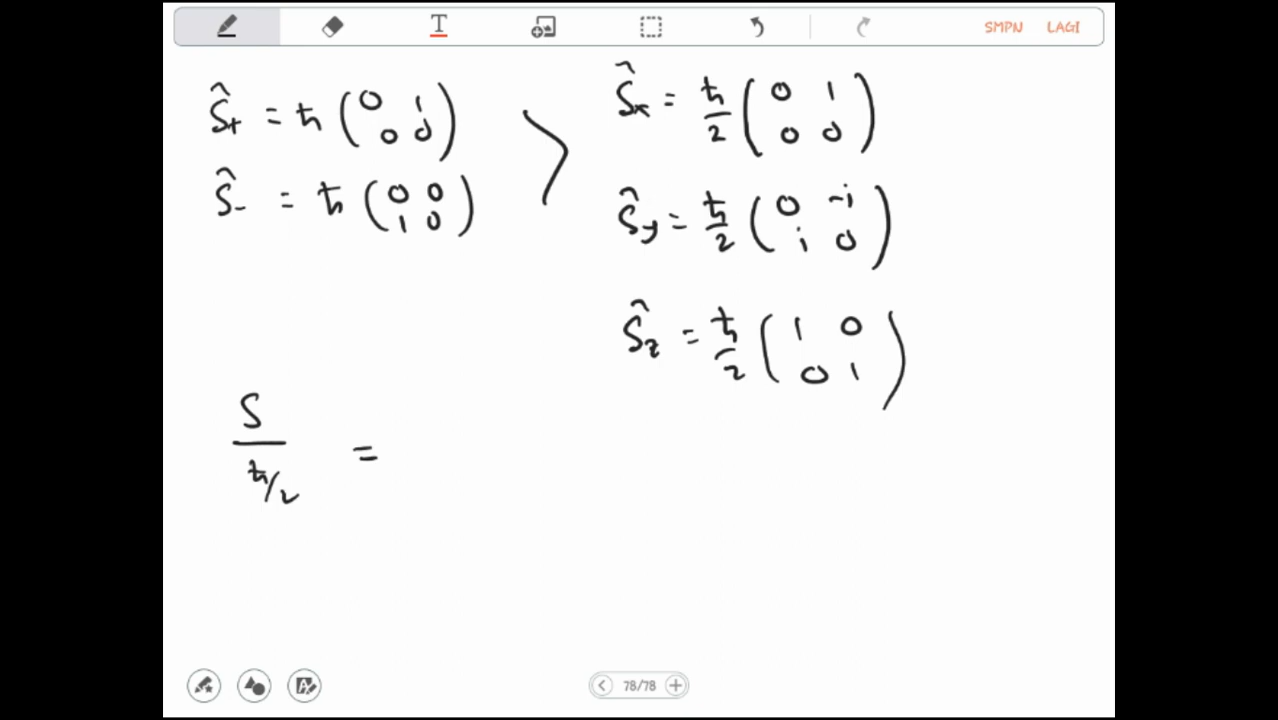 T SMPN LAGI
Ŝ₊ = ħ (0 1
0 0)
Ŝ₋ = ħ (0 0
1 0)
Ŝₓ = ħ/2 (0 1
0 0)
Ŝy = ħ/2 (0 -i
i 0)
Ŝz = ħ/2 (1 0
0 1)
S
ħ/2 =
78/78